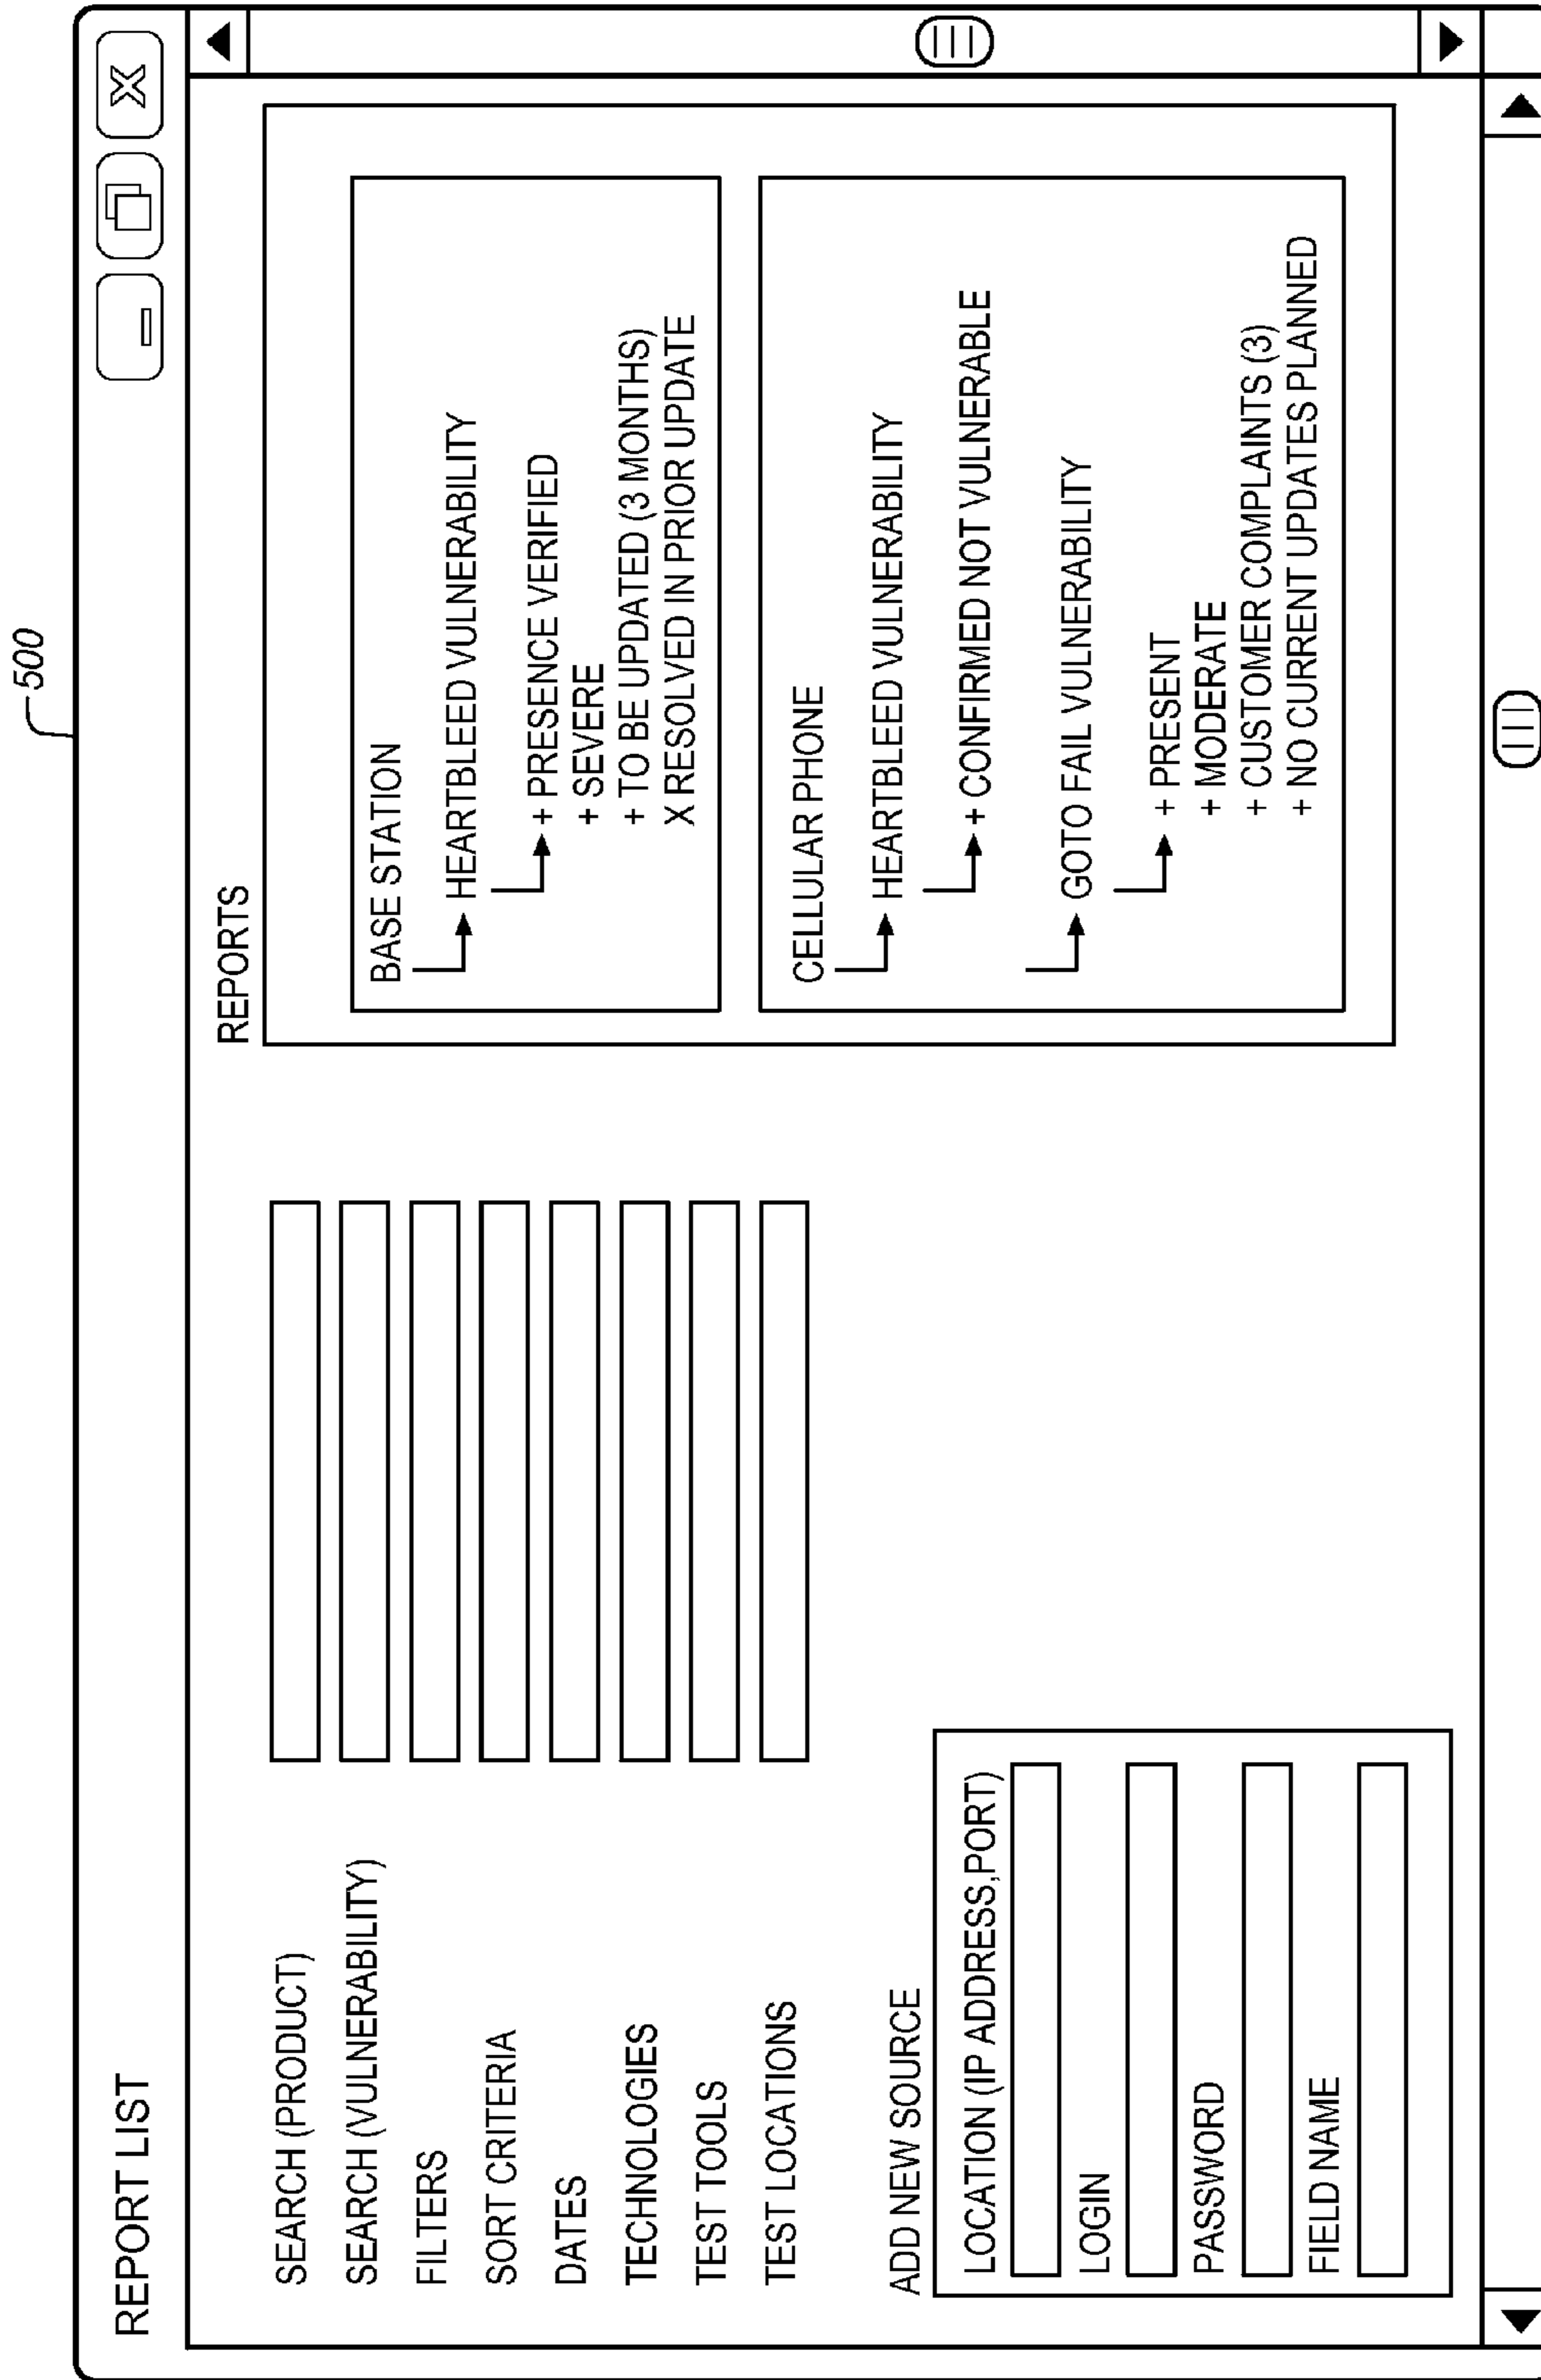 500
REPORT LIST
X
SEARCH (PRODUCT)
SEARCH (VULNERABILITY)
FILTERS
SORT CRITERIA
DATES
TECHNOLOGIES
TEST TOOLS
TEST LOCATIONS
ADD NEW SOURCE
LOCATION (IP ADDRESS,PORT)
LOGIN
PASSWORD
FIELD NAME
REPORTS
BASE STATION
HEARTBLEED VULNERABILITY
+ PRESENCE VERIFIED
+ SEVERE
+ TO BE UPDATED (3 MONTHS)
X RESOLVED IN PRIOR UPDATE
CELLULAR PHONE
HEARTBLEED VULNERABILITY
+ CONFIRMED NOT VULNERABLE
GOTO FAIL VULNERABILITY
+ PRESENT
+ MODERATE
+ CUSTOMER COMPLAINTS (3)
+ NO CURRENT UPDATES PLANNED